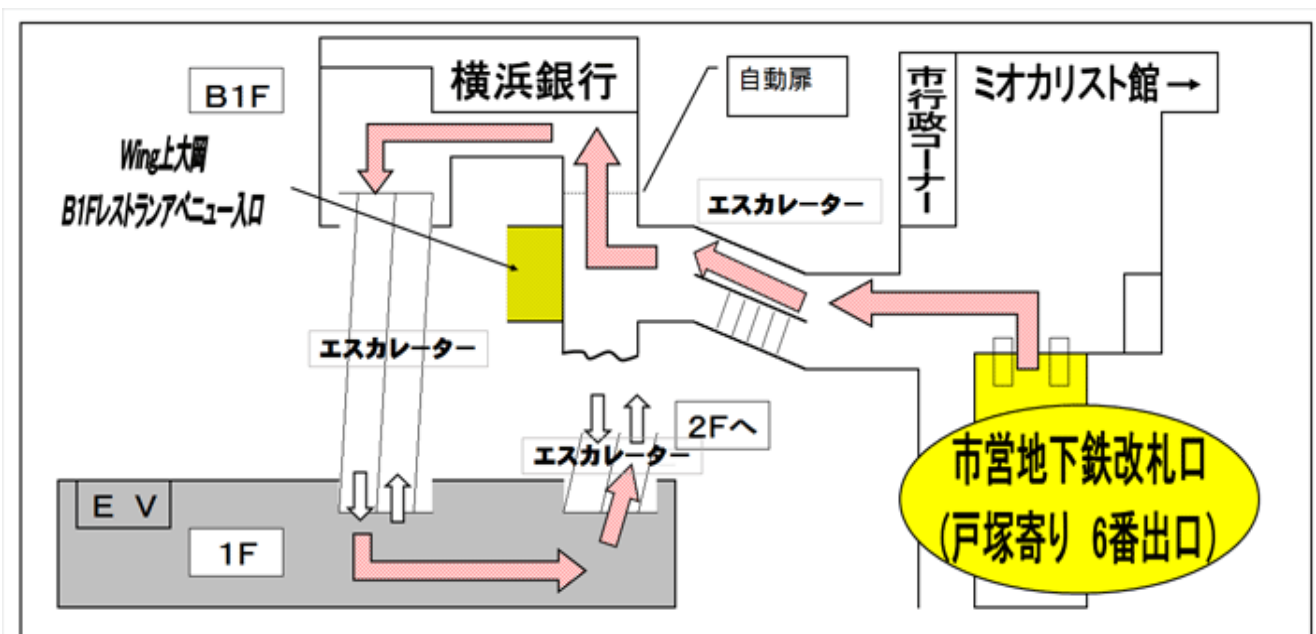 B1F
横浜銀行
自動扉
市行政コーナー
ミオカリスト館→
Wing上大岡
B1Fレストランアベニュー入口
エスカレーター
エスカレーター
2Fへ
エスカレーター
EV
1F
市営地下鉄改札口
(戸塚寄り 6番出口)